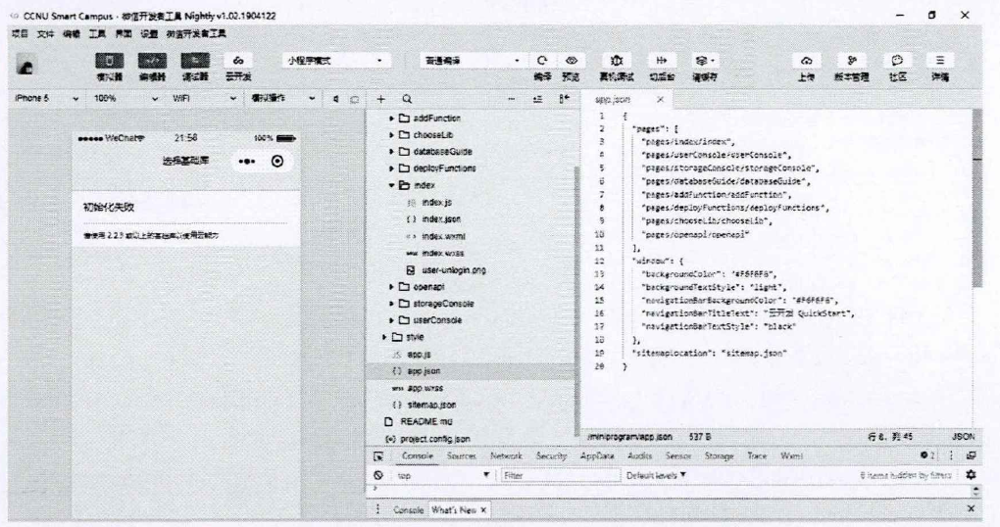 CCNU Smart Campus - 微信开发者工具 Nightly v1.02.1904122
项目 文件 编辑 工具 界面 设置 微信开发者工具
模拟器 编辑器 调试器 云开发
小程序模式
普通编译
编译 预览 真机调试 切后台 清缓存
上传 版本管理 社区 详情
iPhone 5 100% WiFi 模拟操作
WeChat 21:56 100%
选择基础库
初始化失败
请使用 2.2.3 或以上的基础库以使用云能力
addFunction
chooseLib
databaseGuide
deployFunctions
index
index.js
index.json
index.wxml
index.wxss
user-unlogin.png
openapi
storageConsole
userConsole
style
app.js
app.json
app.wxss
sitemap.json
README.md
project.config.json
app.json
1 {
2 "pages": [
3 "pages/index/index",
4 "pages/userConsole/userConsole",
5 "pages/storageConsole/storageConsole",
6 "pages/databaseGuide/databaseGuide",
7 "pages/addFunction/addFunction",
8 "pages/deployFunctions/deployFunctions",
9 "pages/chooseLib/chooseLib",
10 "pages/openapi/openapi"
11 ],
12 "window": {
13 "backgroundColor": "#F6F6F6",
14 "backgroundTextStyle": "light",
15 "navigationBarBackgroundColor": "#F6F6F6",
16 "navigationBarTitleText": "云开发 QuickStart",
17 "navigationBarTextStyle": "black"
18 },
19 "sitemapLocation": "sitemap.json"
20 }
/miniprogram/app.json 537 B
行 8, 列 45 JSON
Console Sources Network Security AppData Audits Sensor Storage Trace Wxml
2
top Filter Default levels
6 items hidden by filters
Console What's New